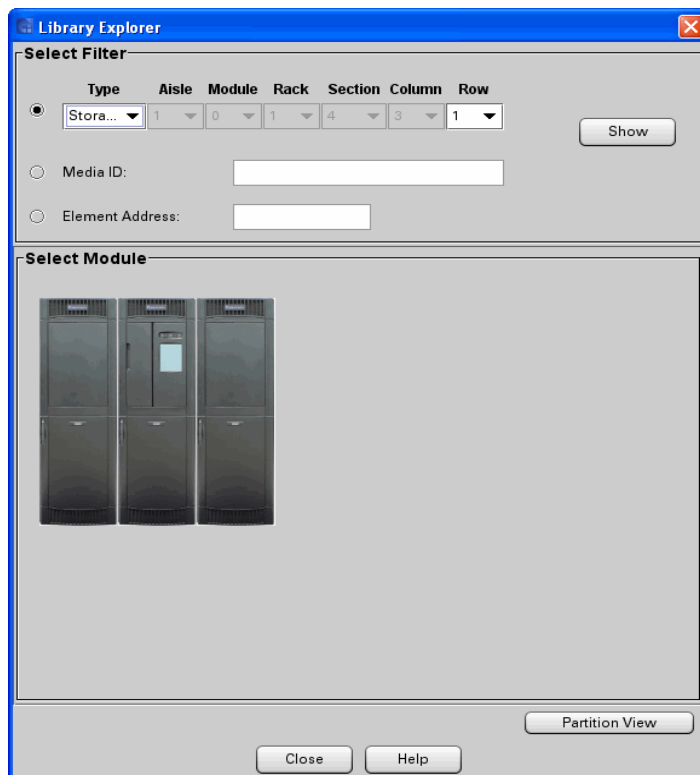 Library Explorer
Select Filter
Type Aisle Module Rack Section Column Row
Stora... 1 0 1 4 3 1
Show
Media ID:
Element Address:
Select Module
Partition View
Close Help